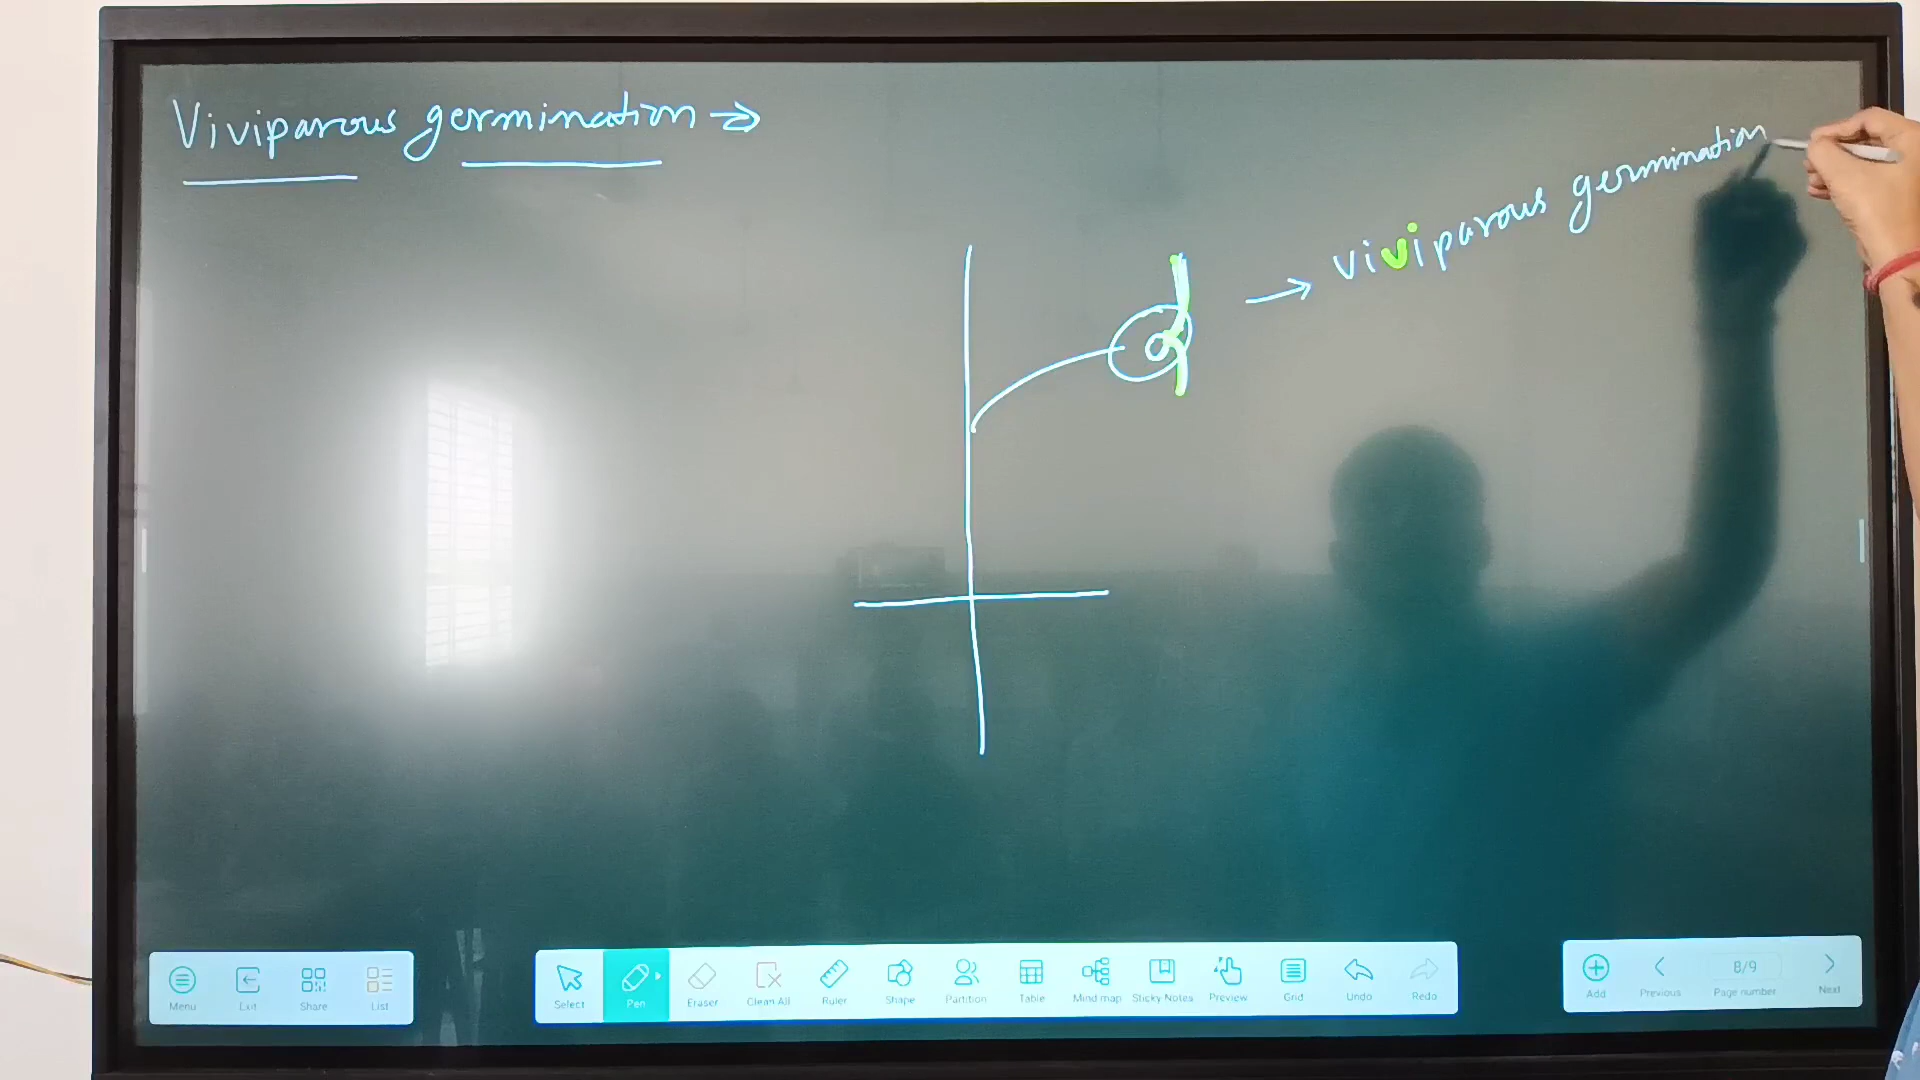 Viviparous germination →
→ viviparous germination
Menu
Exit
Share
List
Select
Pen
Eraser
Clean All
Ruler
Shape
Partition
Table
Mind map
Sticky Notes
Preview
Grid
Undo
Redo
Add
Previous
8/9
Page number
Next